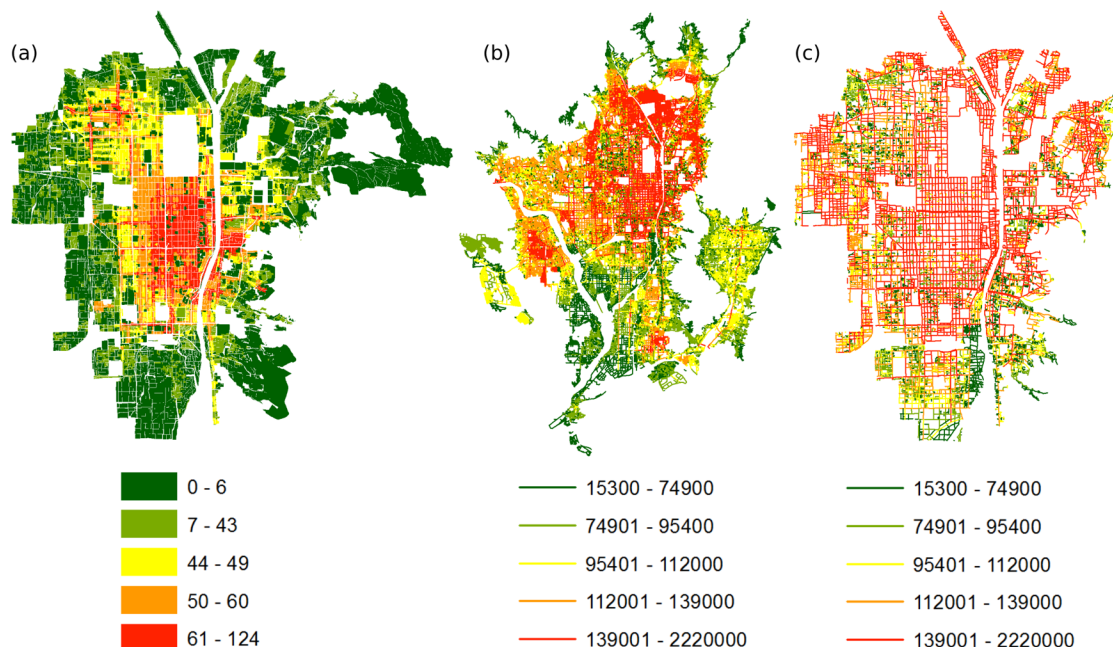 (a)
(b)
(c)
0 - 6
7 - 43
44 - 49
50 - 60
61 - 124
15300 - 74900
74901 - 95400
95401 - 112000
112001 - 139000
139001 - 2220000
15300 - 74900
74901 - 95400
95401 - 112000
112001 - 139000
139001 - 2220000